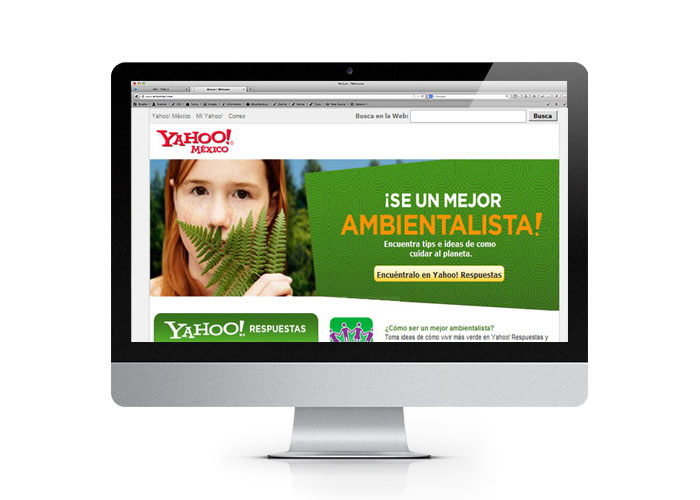 Yahoo! México Mi Yahoo! Correo Busca en la Web: Busca
YAHOO!
MÉXICO
¡SE UN MEJOR
AMBIENTALISTA!
Encuentra tips e ideas de como
cuidar al planeta.
Encuéntralo en Yahoo! Respuestas
YAHOO! RESPUESTAS
¿Cómo ser un mejor ambientalista?
Toma ideas de cómo vivir más verde en Yahoo! Respuestas y